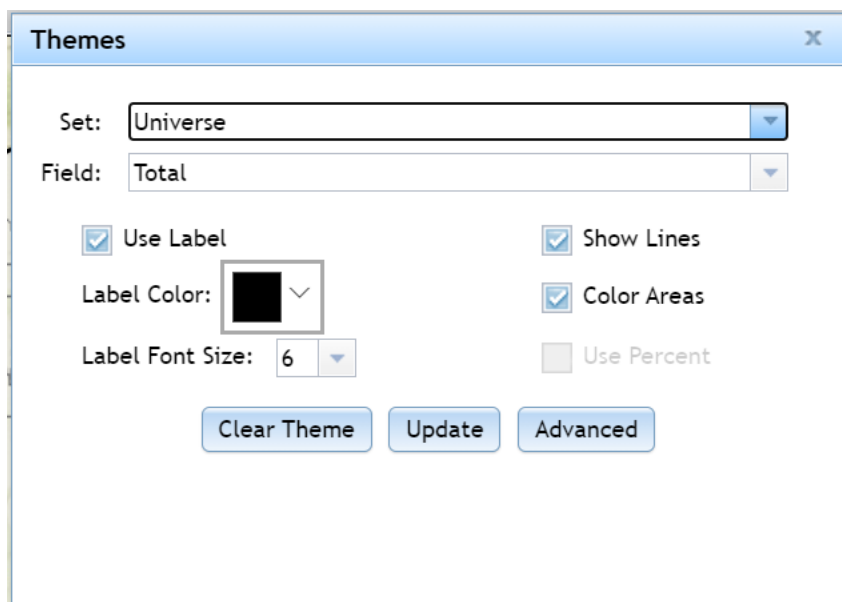 Themes x
Set: Universe
Field: Total
Use Label Show Lines
Label Color: Color Areas
Label Font Size: 6 Use Percent
Clear Theme Update Advanced